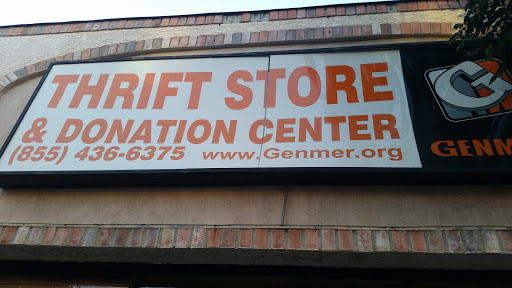 THRIFT STORE
& DONATION CENTER
(855) 436-6375 www.Genmer.org
GENM